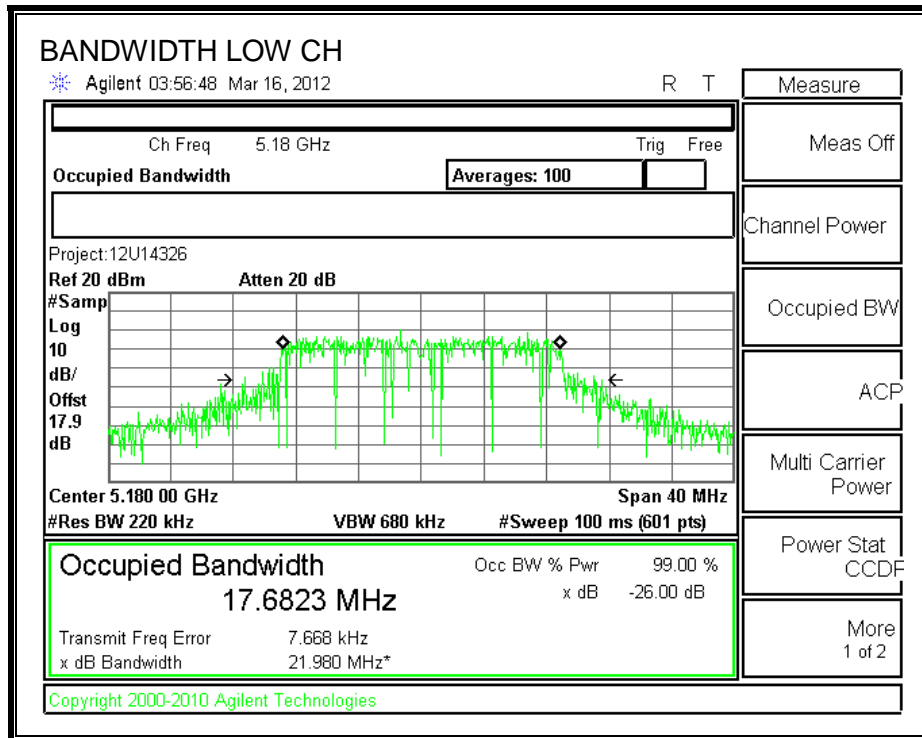 BANDWIDTH LOW CH
Agilent 03:56:48 Mar 16, 2012 R T
Measure
Ch Freq 5.18 GHz Trig Free
Meas Off
Occupied Bandwidth Averages: 100
Channel Power
Project:12U14326
Ref 20 dBm Atten 20 dB
#Samp
Log
10
dB/
Offst
17.9
dB
Occupied BW
ACP
Center 5.180 00 GHz Span 40 MHz
#Res BW 220 kHz VBW 680 kHz #Sweep 100 ms (601 pts)
Multi Carrier
Power
Occupied Bandwidth Occ BW % Pwr 99.00 %
17.6823 MHz x dB -26.00 dB
Transmit Freq Error 7.668 kHz
x dB Bandwidth 21.980 MHz*
Power Stat
CCDF
More
1 of 2
Copyright 2000-2010 Agilent Technologies